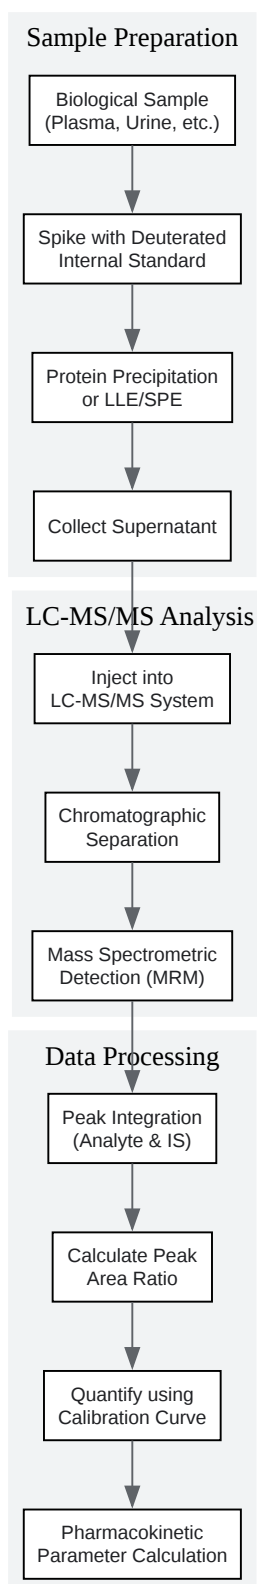 Sample Preparation
Biological Sample
(Plasma, Urine, etc.)
Spike with Deuterated
Internal Standard
Protein Precipitation
or LLE/SPE
Collect Supernatant
LC-MS/MS Analysis
Inject into
LC-MS/MS System
Chromatographic
Separation
Mass Spectrometric
Detection (MRM)
Data Processing
Peak Integration
(Analyte & IS)
Calculate Peak
Area Ratio
Quantify using
Calibration Curve
Pharmacokinetic
Parameter Calculation